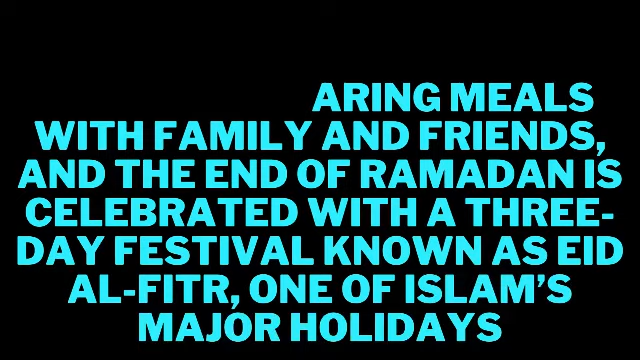 ARING MEALS
WITH FAMILY AND FRIENDS,
AND THE END OF RAMADAN IS
CELEBRATED WITH A THREE-
DAY FESTIVAL KNOWN AS EID
AL-FITR, ONE OF ISLAM’S
MAJOR HOLIDAYS